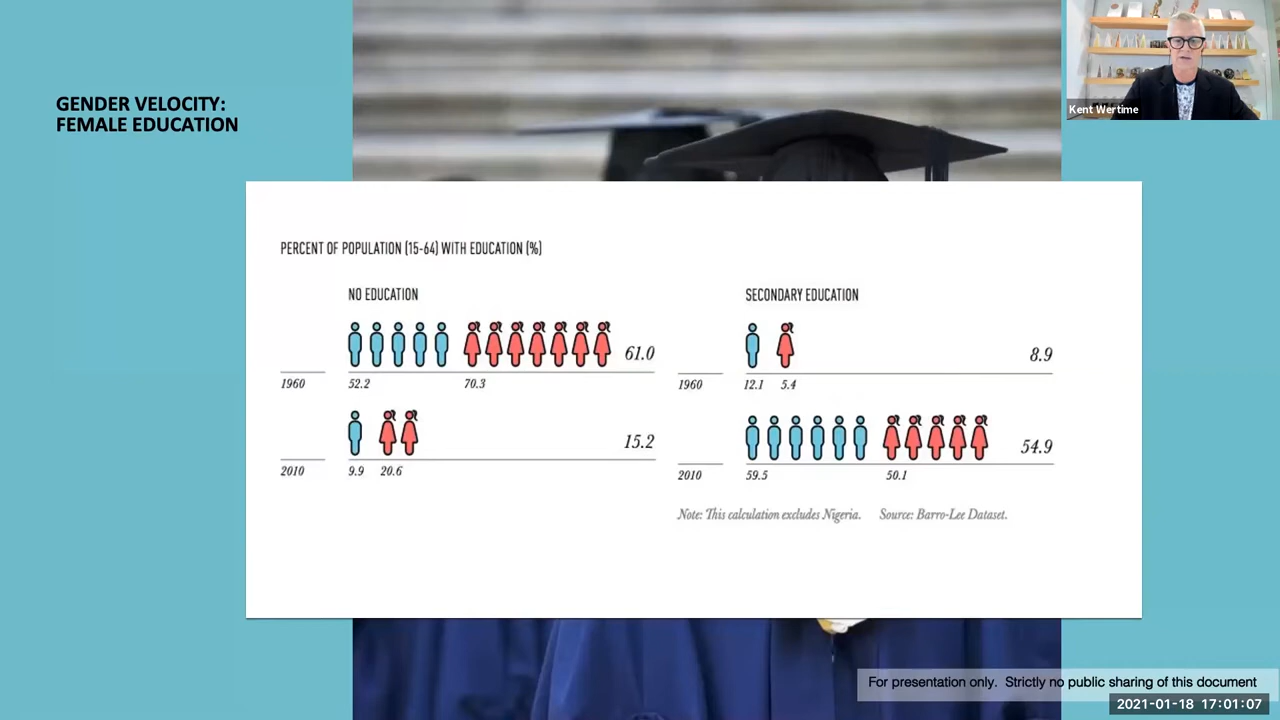 GENDER VELOCITY:
FEMALE EDUCATION
Kent Wertime
PERCENT OF POPULATION (15-64) WITH EDUCATION (%)
NO EDUCATION
61.0
1960 52.2 70.3
15.2
2010 9.9 20.6
SECONDARY EDUCATION
8.9
1960 12.1 5.4
54.9
2010 59.5 50.1
Note: This calculation excludes Nigeria. Source: Barro-Lee Dataset.
For presentation only. Strictly no public sharing of this document
2021-01-18 17:01:07